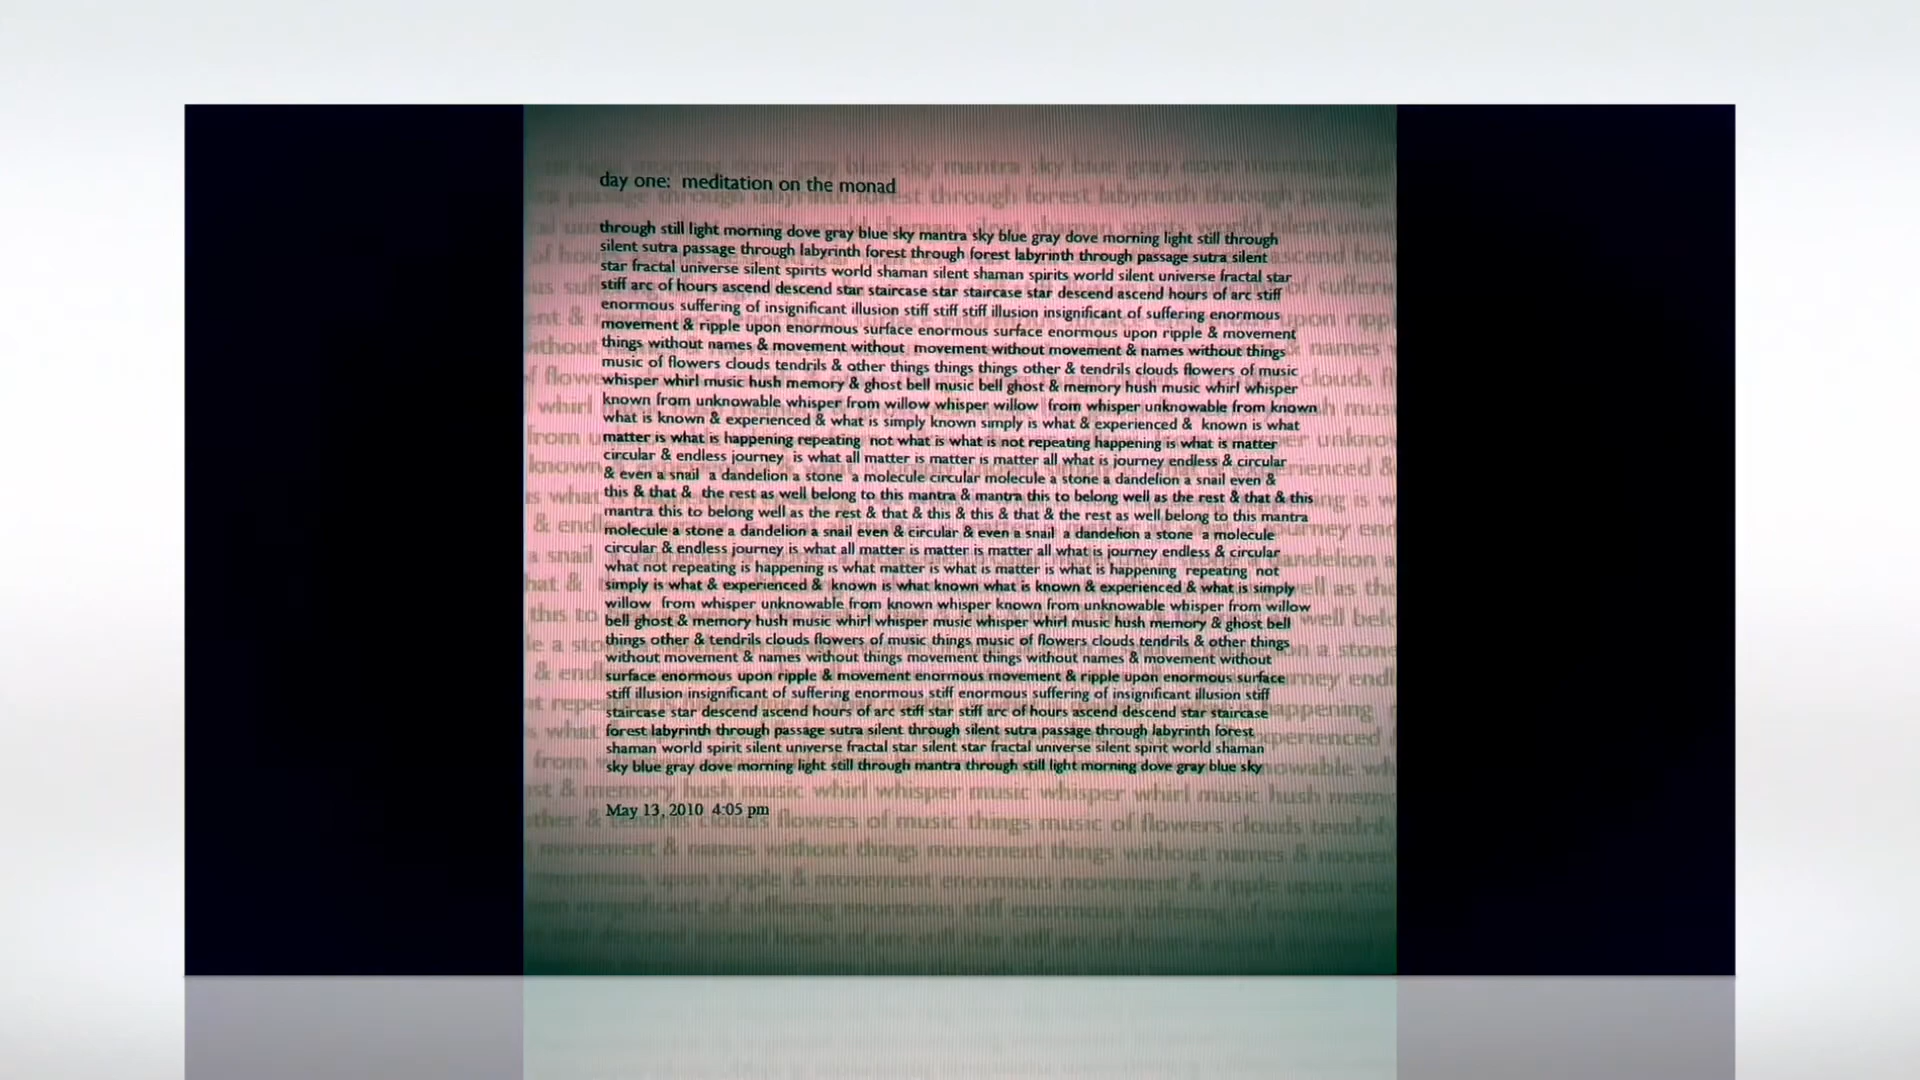 day one: meditation on the monad
through still light morning dove gray blue sky mantra sky blue gray dove morning light still through
silent sutra passage through labyrinth forest through forest labyrinth through passage sutra silent
star fractal universe silent spirits world shaman silent shaman spirits world silent universe fractal star
stiff arc of hours ascend descend star staircase star staircase star descend ascend hours of arc stiff
enormous suffering of insignificant illusion stiff stiff stiff illusion insignificant of suffering enormous
movement & ripple upon enormous surface enormous surface enormous upon ripple & movement
things without names & movement without movement without movement & names without things
music of flowers clouds tendrils & other things things things other & tendrils clouds flowers of music
whisper whirl music hush memory & ghost bell music bell ghost & memory hush music whirl whisper
known from unknowable whisper from willow whisper willow from whisper unknowable from known
what is known & experienced & what is simply known simply is what & experienced & known is what
matter is what is happening repeating not what is what is not repeating happening is what is matter
circular & endless journey is what all matter is matter is matter all what is journey endless & circular
& even a snail a dandelion a stone a molecule circular molecule a stone a dandelion a snail even &
this & that & the rest as well belong to this mantra & mantra this to belong well as the rest & that & this
mantra this to belong well as the rest & that & this & this & that & the rest as well belong to this mantra
molecule a stone a dandelion a snail even & circular & even a snail a dandelion a stone a molecule
circular & endless journey is what all matter is matter is matter all what is journey endless & circular
what not repeating is happening is what matter is what is matter is what is happening repeating not
simply is what & experienced & known is what known what is known & experienced & what is simply
willow from whisper unknowable from known whisper known from unknowable whisper from willow
bell ghost & memory hush music whirl whisper music whisper whirl music hush memory & ghost bell
things other & tendrils clouds flowers of music things music of flowers clouds tendrils & other things
without movement & names without things movement things without names & movement without
surface enormous upon ripple & movement enormous movement & ripple upon enormous surface
stiff illusion insignificant of suffering enormous stiff enormous suffering of insignificant illusion stiff
staircase star descend ascend hours of arc stiff star stiff arc of hours ascend descend star staircase
forest labyrinth through passage sutra silent through silent sutra passage through labyrinth forest
shaman world spirit silent universe fractal star silent star fractal universe silent spirit world shaman
sky blue gray dove morning light still through mantra through still light morning dove gray blue sky
May 13, 2010 4:05 pm